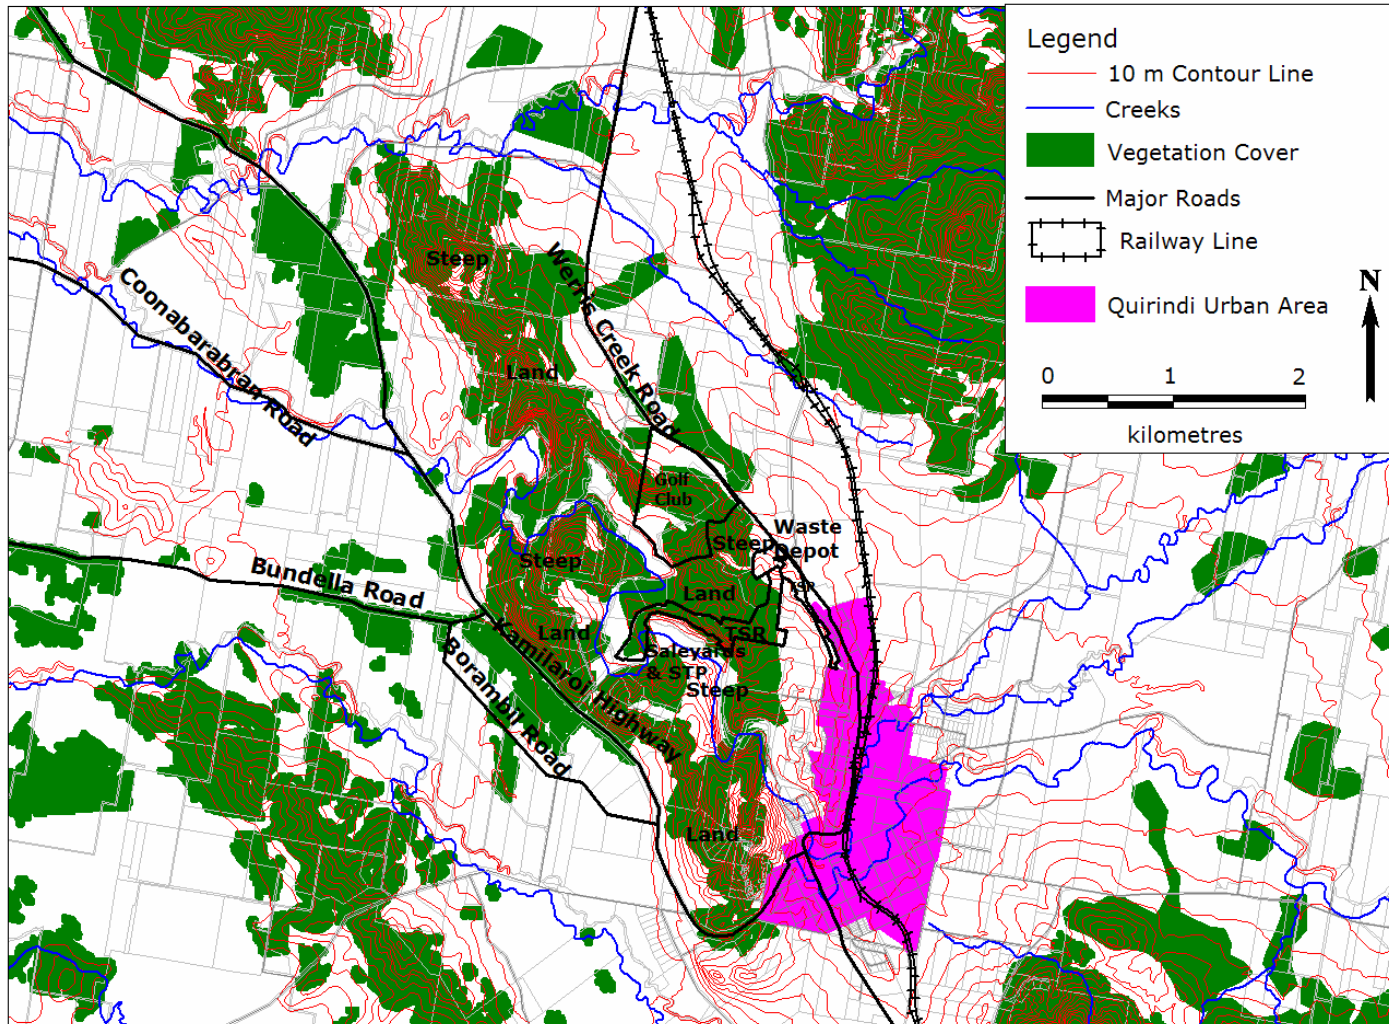 Legend
10 m Contour Line
Creeks
Vegetation Cover
Major Roads
Railway Line
Quirindi Urban Area
N
0 1 2
kilometres
Steep
Werris Creek Road
Coonabarabran Road
Land
Golf
Club
Waste
Depot
Steep
Steep
TSR
Land
Bundella Road
Land
Kamilaroi Highway
TSR
Saleyards
& STP
Steep
Borambil Road
Land